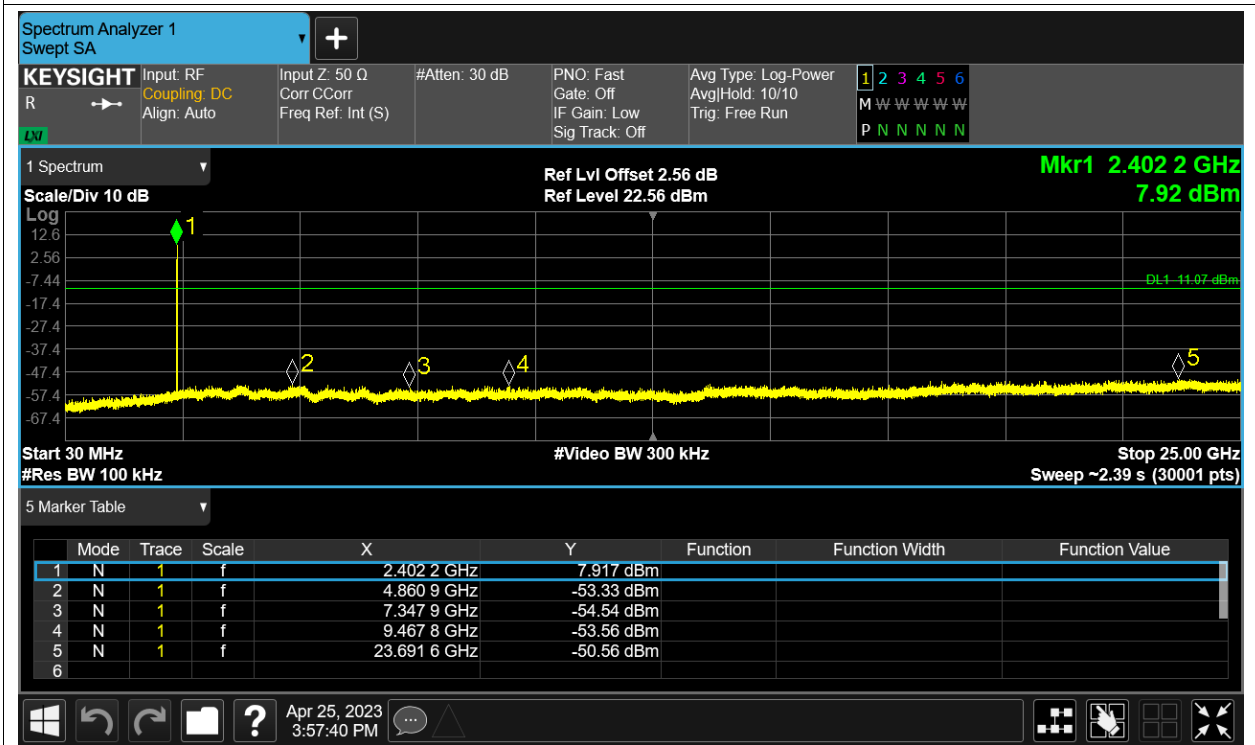 Spectrum Analyzer 1
Swept SA
KEYSIGHT Input: RF Input Z: 50 Ω #Atten: 30 dB PNO: Fast Avg Type: Log-Power 1 2 3 4 5 6
R Coupling: DC Corr CCorr Gate: Off Avg|Hold: 10/10 M W W W W W
Align: Auto Freq Ref: Int (S) IF Gain: Low Trig: Free Run
LXI Sig Track: Off P N N N N N
1 Spectrum Ref Lvl Offset 2.56 dB Mkr1 2.402 2 GHz
Scale/Div 10 dB Ref Level 22.56 dBm 7.92 dBm
Log
1
12.6
2.56
-7.44
DL1 -11.07 dBm
-17.4
-27.4
-37.4
2 3 4 5
-47.4
-57.4
-67.4
Start 30 MHz #Video BW 300 kHz Stop 25.00 GHz
#Res BW 100 kHz Sweep ~2.39 s (30001 pts)
5 Marker Table
Mode Trace Scale X Y Function Function Width Function Value
1 N 1 f 2.402 2 GHz 7.917 dBm
2 N 1 f 4.860 9 GHz -53.33 dBm
3 N 1 f 7.347 9 GHz -54.54 dBm
4 N 1 f 9.467 8 GHz -53.56 dBm
5 N 1 f 23.691 6 GHz -50.56 dBm
6
? Apr 25, 2023
3:57:40 PM